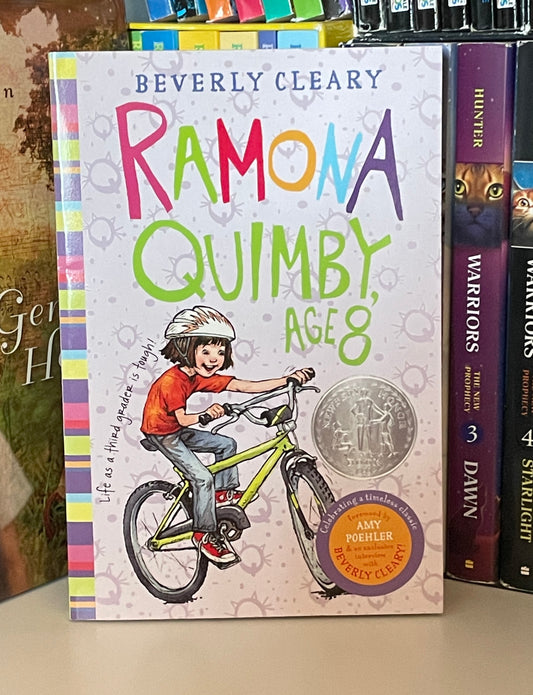 BEVERLY CLEARY
RAMONA
QUIMBY,
AGE 8
Life as a third grader is tough!
Celebrating a timeless classic
foreword by
AMY
POEHLER
& an exclusive
interview
with
BEVERLY CLEARY!
HUNTER
WARRIORS
THE NEW
PROPHECY
3
DAWN
WARRIORS
PROPHECY
4
STARLIGHT
Gen
H
n